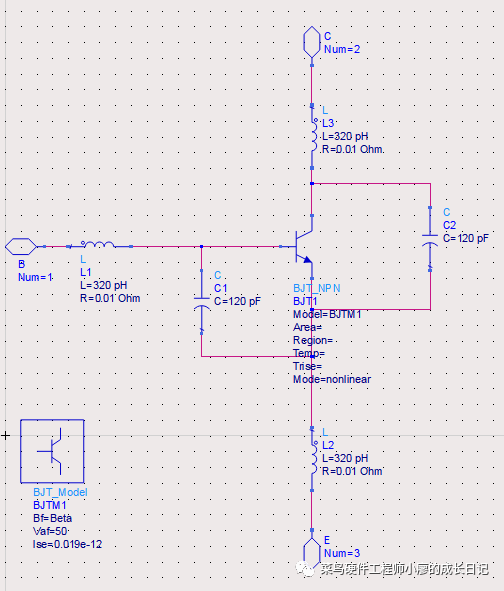 C
Num=2
L
L3
L=320 pH
R=0.01 Ohm
C
C2
C=120 pF
B
Num=1
L
L1
L=320 pH
R=0.01 Ohm
C
C1
C=120 pF
BJT_NPN
BJT1
Model=BJTM1
Area=
Region=
Temp=
Trise=
Mode=nonlinear
L
L2
L=320 pH
R=0.01 Ohm
BJT_Model
BJTM1
Bf=Beta
Vaf=50
Ise=0.019e-12
E
Num=3
菜鸟硬件工程师小廖的成长日记